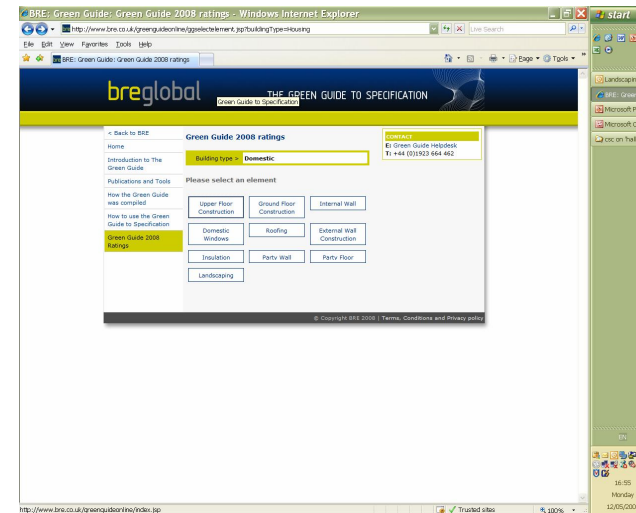 BRE: Green Guide: Green Guide 2008 ratings - Windows Internet Explorer
http://www.bre.co.uk/greenguideonline/ggselectelement.jsp?buildingType=Housing
Live Search
File Edit View Favorites Tools Help
BRE: Green Guide: Green Guide 2008 ratings
Page Tools
breglobal
THE GREEN GUIDE TO SPECIFICATION
Green Guide to Specification
< Back to BRE
Home
Introduction to The
Green Guide
Publications and Tools
How the Green Guide
was compiled
How to use the Green
Guide to Specification
Green Guide 2008
Ratings
Green Guide 2008 ratings
Building type > Domestic
Please select an element
Upper Floor
Construction
Ground Floor
Construction
Internal Wall
Domestic
Windows
Roofing
External Wall
Construction
Insulation
Party Wall
Party Floor
Landscaping
CONTACT
E: Green Guide Helpdesk
T: +44 (0)1923 664 462
© Copyright BRE 2008 | Terms, Conditions and Privacy policy
http://www.bre.co.uk/greenguideonline/index.jsp
Trusted sites
100%
start
Landscapin
BRE: Green
Microsoft P
Microsoft O
csc on 'hal
EN
16:55
Monday
12/05/200